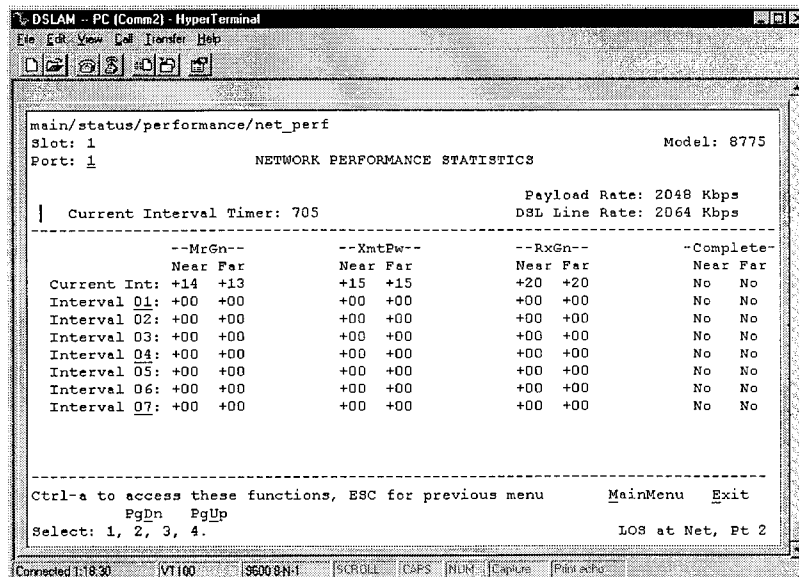 DSLAM -- PC (Comm2) - HyperTerminal
File Edit View Call Transfer Help
main/status/performance/net_perf
Slot: 1 Model: 8775
Port: 1 NETWORK PERFORMANCE STATISTICS
Payload Rate: 2048 Kbps
Current Interval Timer: 705 DSL Line Rate: 2064 Kbps
--MrGn-- --XmtPw-- --RxGn-- -Complete-
Near Far Near Far Near Far Near Far
Current Int: +14 +13 +15 +15 +20 +20 No No
Interval 01: +00 +00 +00 +00 +00 +00 No No
Interval 02: +00 +00 +00 +00 +00 +00 No No
Interval 03: +00 +00 +00 +00 +00 +00 No No
Interval 04: +00 +00 +00 +00 +00 +00 No No
Interval 05: +00 +00 +00 +00 +00 +00 No No
Interval 06: +00 +00 +00 +00 +00 +00 No No
Interval 07: +00 +00 +00 +00 +00 +00 No No
Ctrl-a to access these functions, ESC for previous menu MainMenu Exit
PgDn PgUp
Select: 1, 2, 3, 4. LOS at Net, Pt 2
Connected 1:18:30 VT100 9600 8-N-1 SCROLL CAPS NUM Capture Print echo